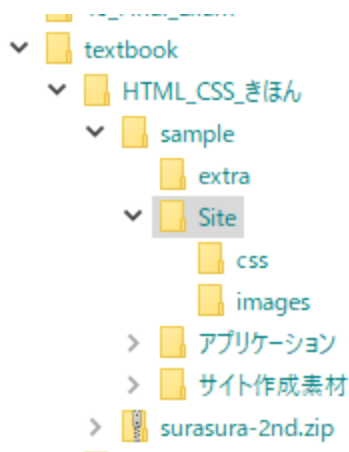 textbook
HTML_CSS_きほん
sample
extra
Site
css
images
アプリケーション
サイト作成素材
surasura-2nd.zip